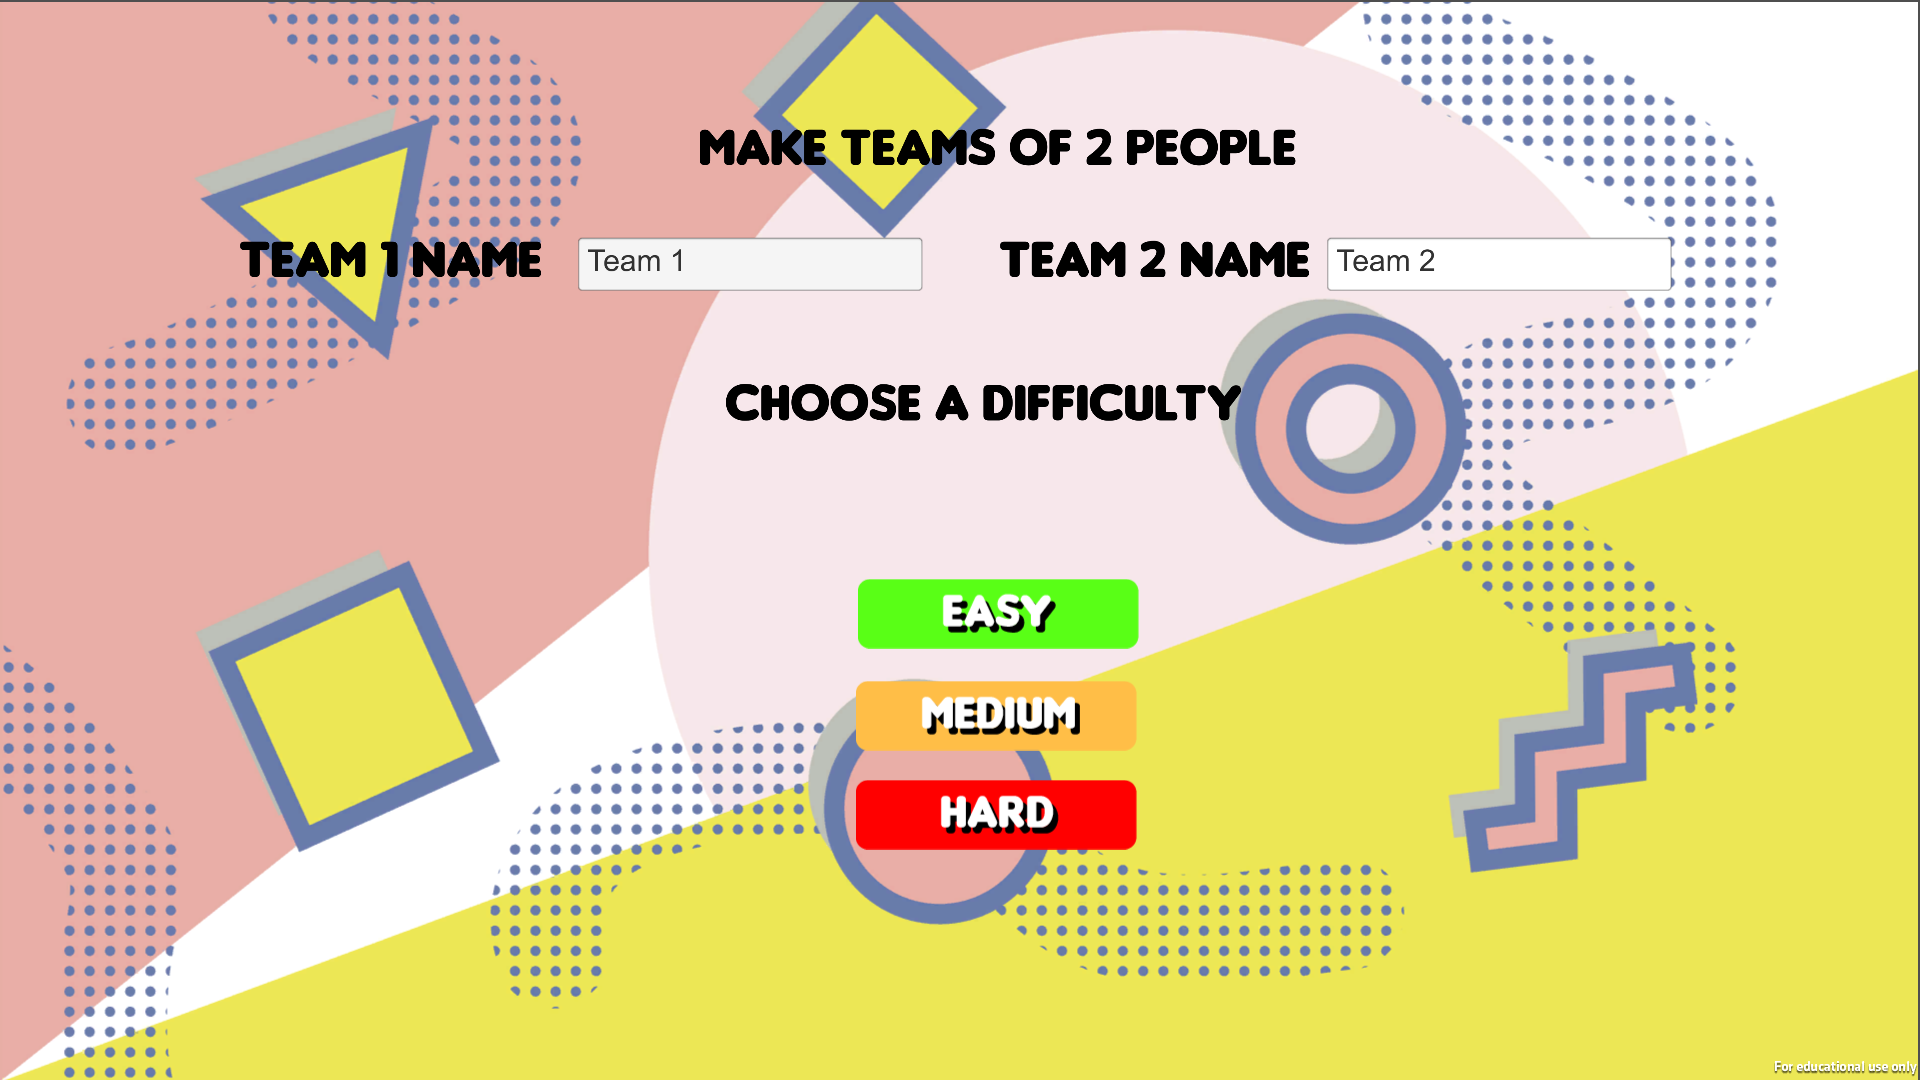 MAKE TEAMS OF 2 PEOPLE
TEAM 1 NAME Team 1 TEAM 2 NAME Team 2
CHOOSE A DIFFICULTY
EASY
MEDIUM
HARD
For educational use only